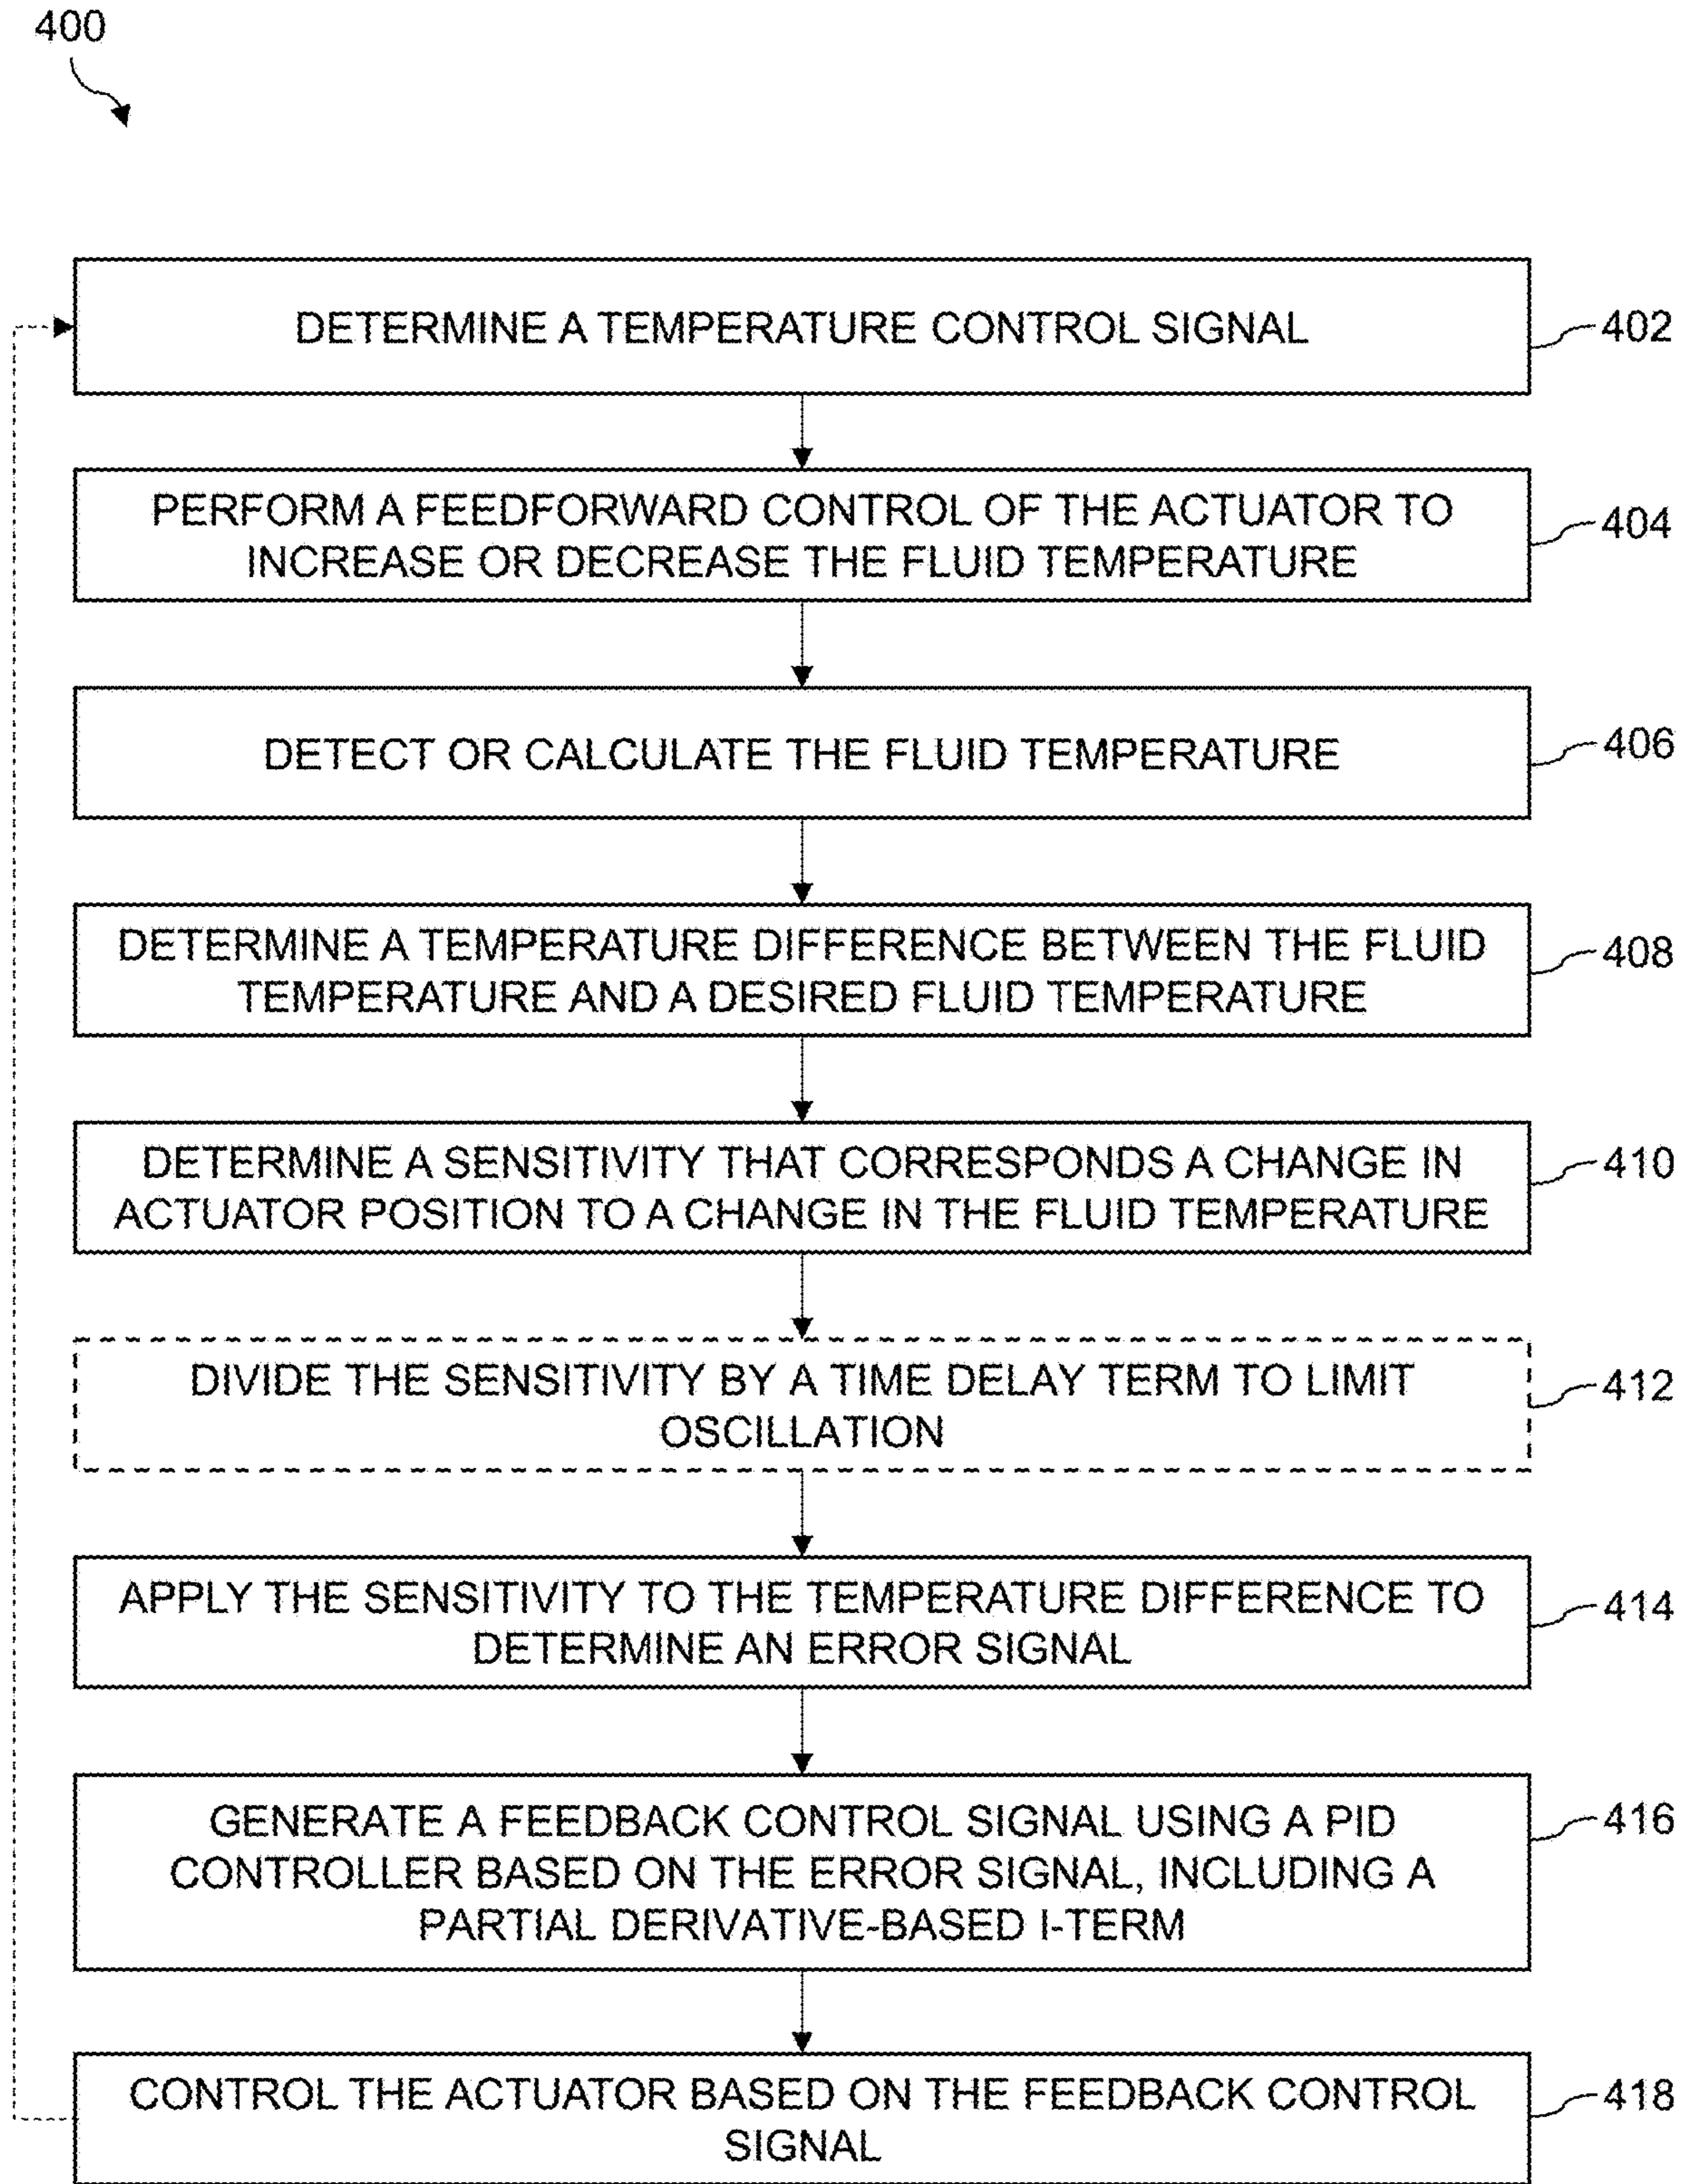 400
DETERMINE A TEMPERATURE CONTROL SIGNAL
402
PERFORM A FEEDFORWARD CONTROL OF THE ACTUATOR TO
INCREASE OR DECREASE THE FLUID TEMPERATURE
404
DETECT OR CALCULATE THE FLUID TEMPERATURE
406
DETERMINE A TEMPERATURE DIFFERENCE BETWEEN THE FLUID
TEMPERATURE AND A DESIRED FLUID TEMPERATURE
408
DETERMINE A SENSITIVITY THAT CORRESPONDS A CHANGE IN
ACTUATOR POSITION TO A CHANGE IN THE FLUID TEMPERATURE
410
DIVIDE THE SENSITIVITY BY A TIME DELAY TERM TO LIMIT
OSCILLATION
412
APPLY THE SENSITIVITY TO THE TEMPERATURE DIFFERENCE TO
DETERMINE AN ERROR SIGNAL
414
GENERATE A FEEDBACK CONTROL SIGNAL USING A PID
CONTROLLER BASED ON THE ERROR SIGNAL, INCLUDING A
PARTIAL DERIVATIVE-BASED I-TERM
416
CONTROL THE ACTUATOR BASED ON THE FEEDBACK CONTROL
SIGNAL
418